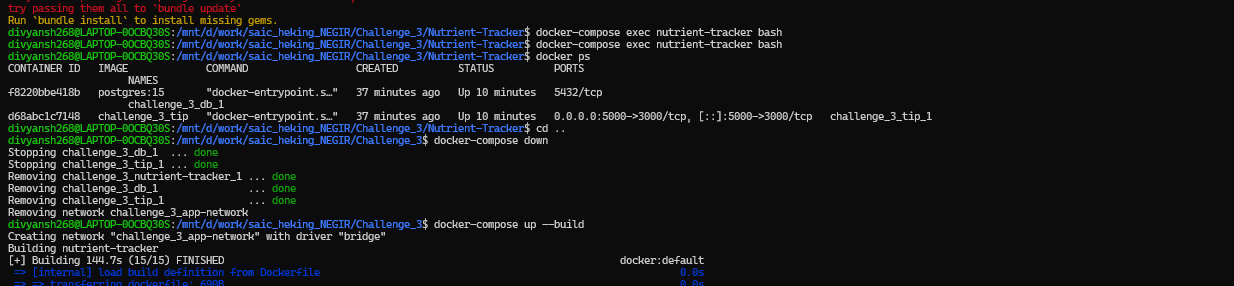 try passing them all to `bundle update`
Run `bundle install` to install missing gems.
divyansh268@LAPTOP-0OCBQ30S:/mnt/d/work/saic_heking_NEGIR/Challenge_3/Nutrient-Tracker$ docker-compose exec nutrient-tracker bash
divyansh268@LAPTOP-0OCBQ30S:/mnt/d/work/saic_heking_NEGIR/Challenge_3/Nutrient-Tracker$ docker-compose exec nutrient-tracker bash
divyansh268@LAPTOP-0OCBQ30S:/mnt/d/work/saic_heking_NEGIR/Challenge_3/Nutrient-Tracker$ docker ps
CONTAINER ID   IMAGE             COMMAND                  CREATED          STATUS          PORTS
NAMES
f8220bbe418b   postgres:15       "docker-entrypoint.s…"   37 minutes ago   Up 10 minutes   5432/tcp
challenge_3_db_1
d68abc1c7148   challenge_3_tip   "docker-entrypoint.s…"   37 minutes ago   Up 10 minutes   0.0.0.0:5000->3000/tcp, [::]:5000->3000/tcp   challenge_3_tip_1
divyansh268@LAPTOP-0OCBQ30S:/mnt/d/work/saic_heking_NEGIR/Challenge_3/Nutrient-Tracker$ cd ..
divyansh268@LAPTOP-0OCBQ30S:/mnt/d/work/saic_heking_NEGIR/Challenge_3$ docker-compose down
Stopping challenge_3_db_1  ... done
Stopping challenge_3_tip_1 ... done
Removing challenge_3_nutrient-tracker_1 ... done
Removing challenge_3_db_1               ... done
Removing challenge_3_tip_1              ... done
Removing network challenge_3_app-network
divyansh268@LAPTOP-0OCBQ30S:/mnt/d/work/saic_heking_NEGIR/Challenge_3$ docker-compose up --build
Creating network "challenge_3_app-network" with driver "bridge"
Building nutrient-tracker
[+] Building 144.7s (15/15) FINISHED docker:default
=> [internal] load build definition from Dockerfile 0.0s
=> => transferring dockerfile: 690B 0.0s